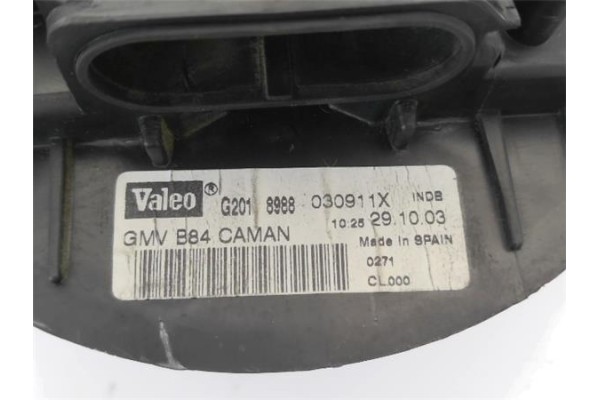 Valeo ® G201 8988 030911X INDB
10:25 29.10.03
GMV B84 CAMAN
Made in SPAIN
0271
CL000